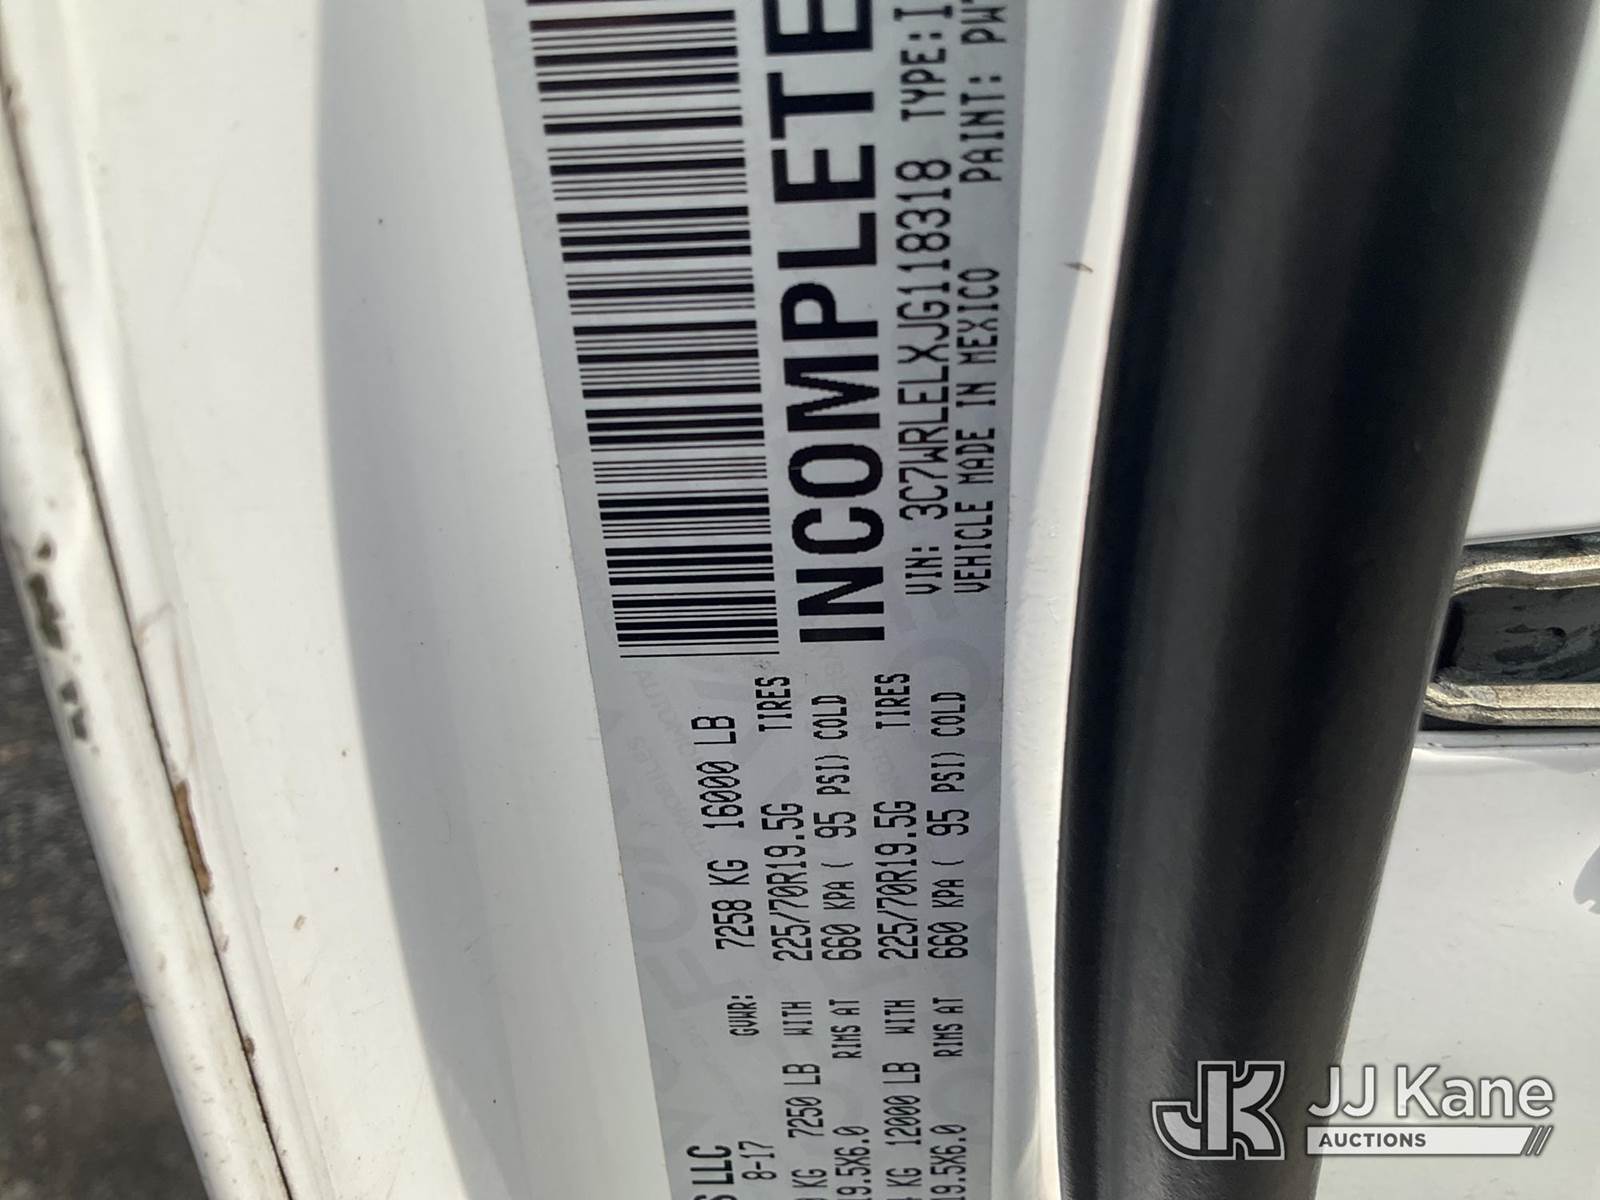 S LLC
8-17 GVWR: 7258 KG 16000 LB
KG 7250 LB WITH 225/70R19.5G TIRES
19.5X6.0 RIMS AT 660 KPA ( 95 PSI) COLD
KG 12000 LB WITH 225/70R19.5G TIRES
19.5X6.0 RIMS AT 660 KPA ( 95 PSI) COLD
INCOMPLETE
VIN: 3C7WRLELXJG118318 TYPE:I
VEHICLE MADE IN MEXICO PAINT: PW
JK JJ Kane
AUCTIONS